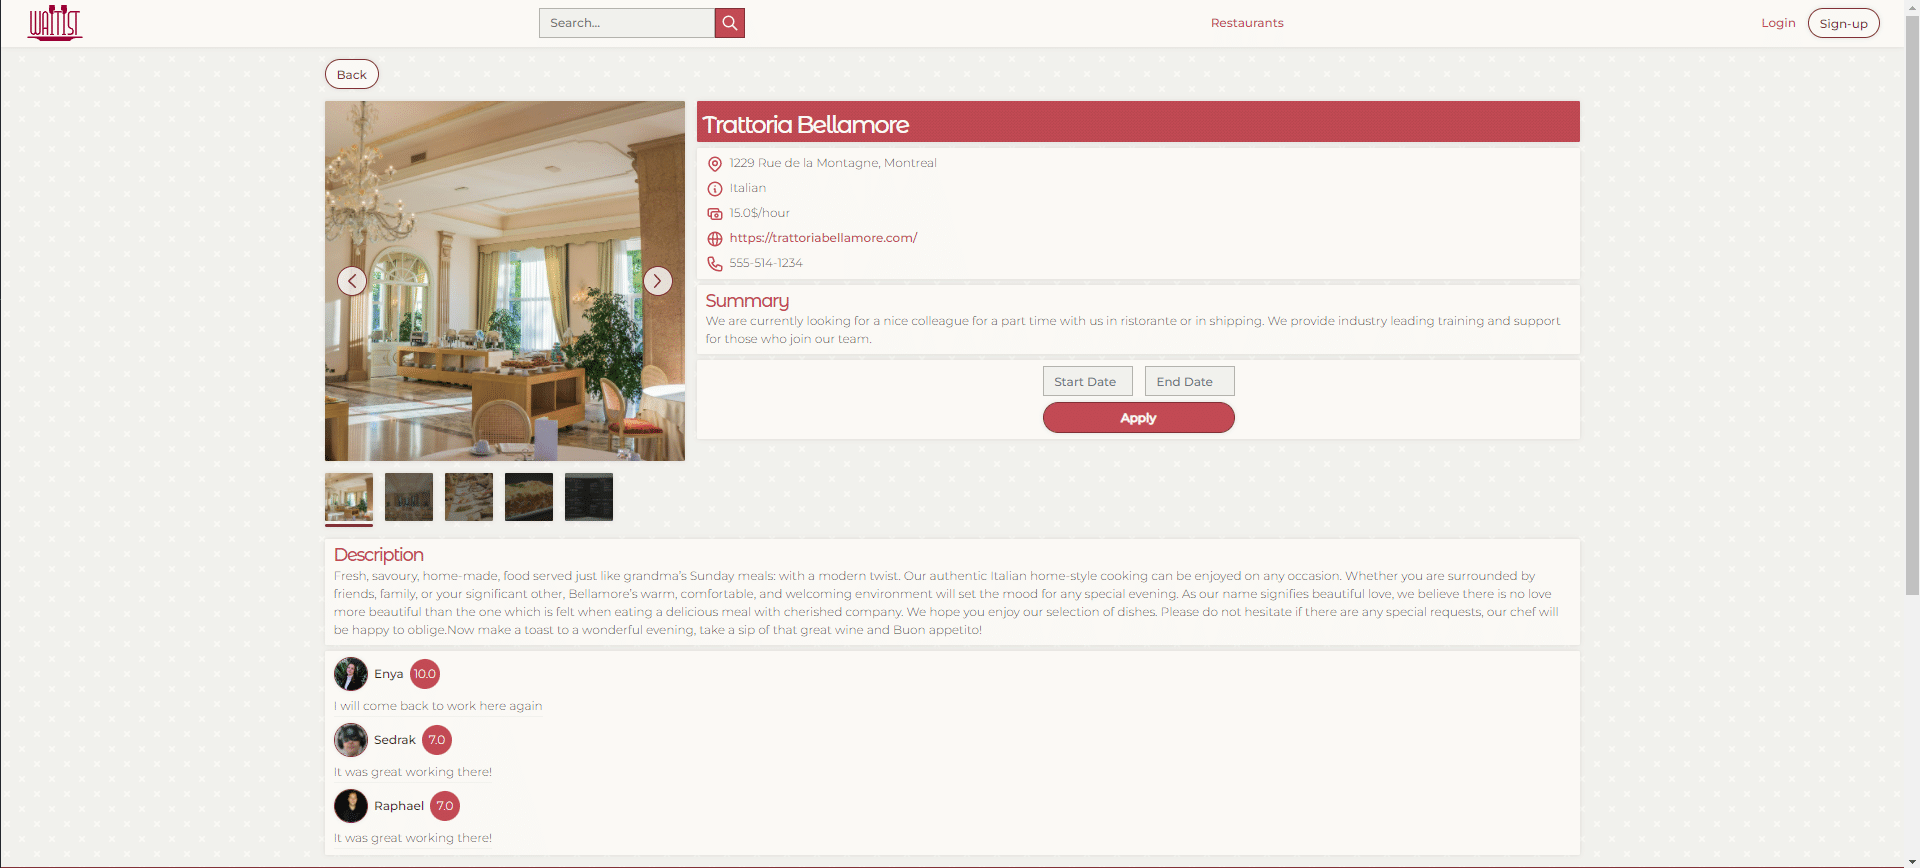 WAITIST
Search...
Restaurants
Login
Sign-up
Back
Trattoria Bellamore
1229 Rue de la Montagne, Montreal
Italian
15.0$/hour
https://trattoriabellamore.com/
555-514-1234
Summary
We are currently looking for a nice colleague for a part time with us in ristorante or in shipping. We provide industry leading training and support
for those who join our team.
Start Date
End Date
Apply
Description
Fresh, savoury, home-made, food served just like grandma's Sunday meals: with a modern twist. Our authentic Italian home-style cooking can be enjoyed on any occasion. Whether you are surrounded by
friends, family, or your significant other, Bellamore's warm, comfortable, and welcoming environment will set the mood for any special evening. As our name signifies beautiful love, we believe there is no love
more beautiful than the one which is felt when eating a delicious meal with cherished company. We hope you enjoy our selection of dishes. Please do not hesitate if there are any special requests, our chef will
be happy to oblige.Now make a toast to a wonderful evening, take a sip of that great wine and Buon appetito!
Enya 10.0
I will come back to work here again
Sedrak 7.0
It was great working there!
Raphael 7.0
It was great working there!